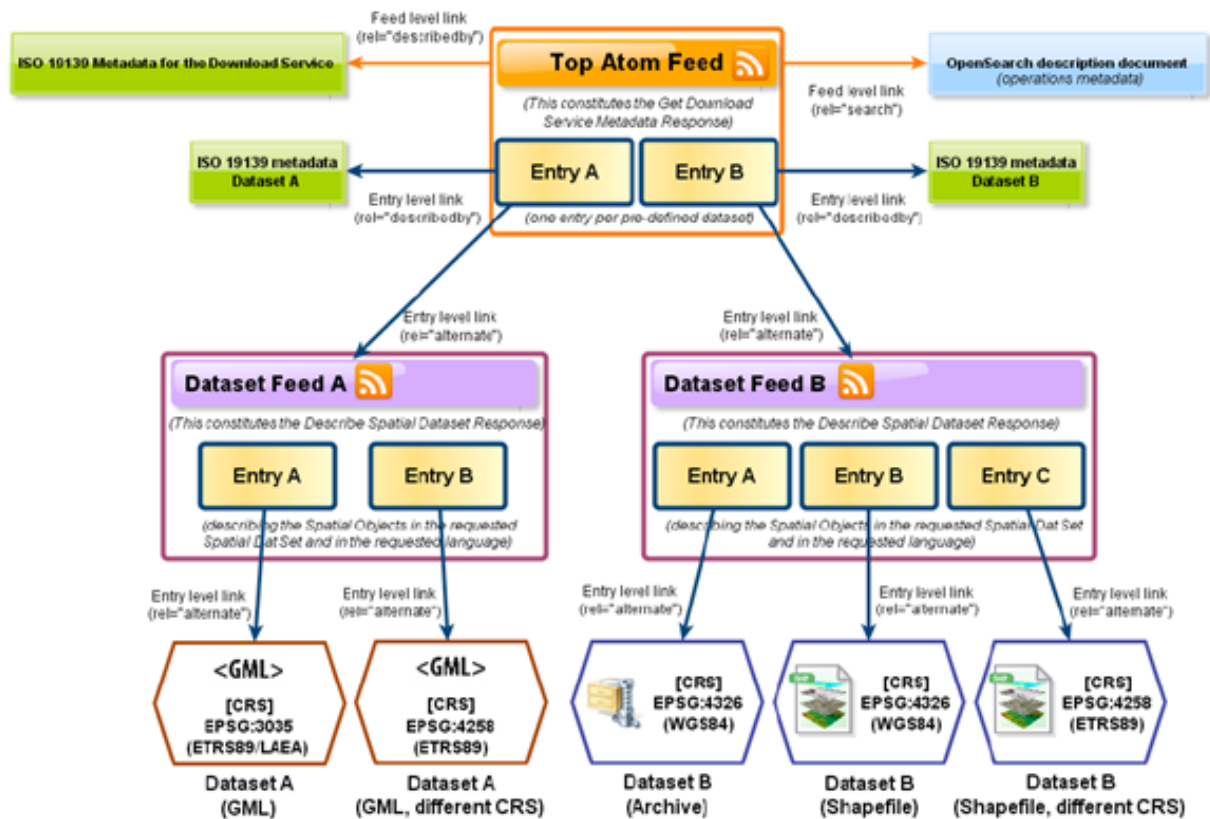 Feed level link
(rel="describedby")
ISO 19139 Metadata for the Download Service
Top Atom Feed
OpenSearch description document
(operations metadata)
Feed level link
(rel="search")
(This constitutes the Get Download
Service Metadata Response)
ISO 19139 metadata
Dataset A
Entry A
Entry B
ISO 19139 metadata
Dataset B
Entry level link
(rel="describedby")
(one entry per pre-defined dataset)
Entry level link
(rel="describedby")
Entry level link
(rel="alternate")
Entry level link
(rel="alternate")
Dataset Feed A
(This constitutes the Describe Spatial Dataset Response)
Entry A
Entry B
(describing the Spatial Objects in the requested
Spatial Dat Set and in the requested language)
Dataset Feed B
(This constitutes the Describe Spatial Dataset Response)
Entry A
Entry B
Entry C
(describing the Spatial Objects in the requested Spatial Dat Set
and in the requested language)
Entry level link
(rel="alternate")
Entry level link
(rel="alternate")
Entry level link
(rel="alternate")
Entry level link
(rel="alternate")
Entry level link
(rel="alternate")
<GML>
[CRS]
EPSG:3035
(ETRS89/LAEA)
Dataset A
(GML)
<GML>
[CRS]
EPSG:4258
(ETRS89)
Dataset A
(GML, different CRS)
[CRS]
EPSG:4326
(WGS84)
Dataset B
(Archive)
[CRS]
EPSG:4326
(WGS84)
Dataset B
(Shapefile)
[CRS]
EPSG:4258
(ETRS89)
Dataset B
(Shapefile, different CRS)